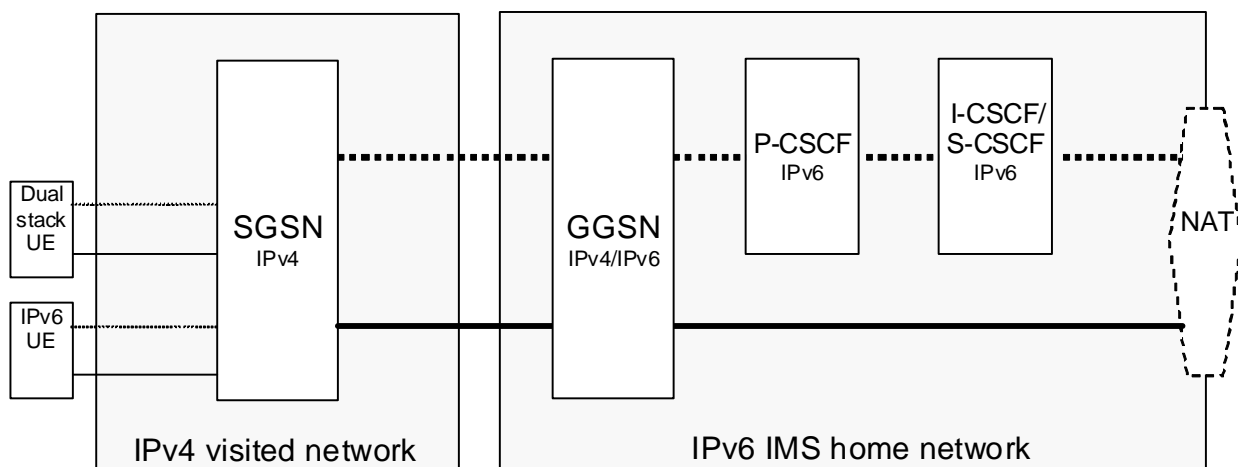 Dual
stack
UE
IPv6
UE
SGSN
IPv4
IPv4 visited network
GGSN
IPv4/IPv6
P-CSCF
IPv6
I-CSCF/
S-CSCF
IPv6
NAT
IPv6 IMS home network